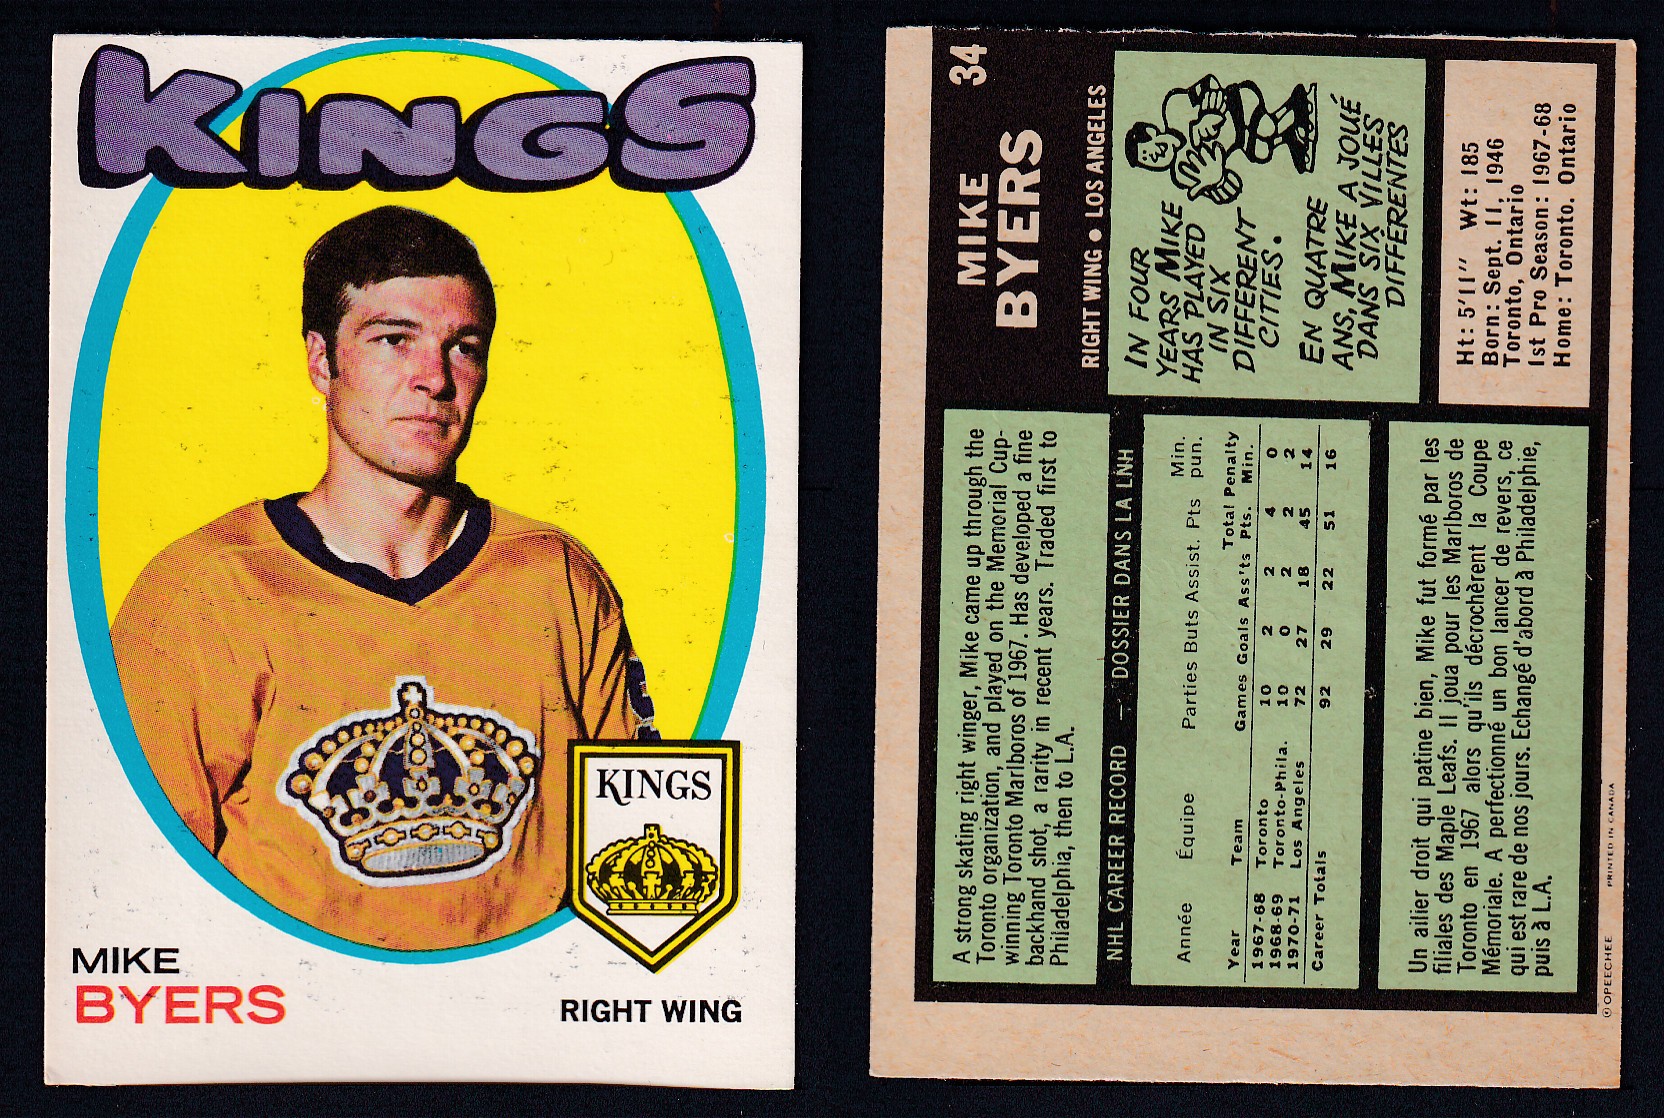 KINGS
KINGS
MIKE
BYERS
RIGHT WING
34
MIKE
BYERS
RIGHT WING • LOS ANGELES
IN FOUR
YEARS MIKE
HAS PLAYED
IN SIX
DIFFERENT
CITIES.
EN QUATRE
ANS, MIKE A JOUÉ
DANS SIX VILLES
DIFFERENTES
Ht: 5'11" Wt: 185
Born: Sept. 11, 1946
Toronto, Ontario
1st Pro Season: 1967-68
Home: Toronto. Ontario
A strong skating right winger, Mike came up through the
Toronto organization, and played on the Memorial Cup-
winning Toronto Marlboros of 1967. Has developed a fine
backhand shot, a rarity in recent years. Traded first to
Philadelphia, then to L.A.
NHL CAREER RECORD — DOSSIER DANS LA LNH
Année Équipe Parties Buts Assist. Pts Min. pun.
Year Team Games Goals Ass'ts Total Pts. Penalty Min.
1967-68 Toronto 10 2 2 4 0
1968-69 Toronto-Phila. 10 0 2 2 2
1970-71 Los Angeles 72 27 18 45 14
Career Totals 92 29 22 51 16
Un ailier droit qui patine bien, Mike fut formé par les
filiales des Maple Leafs. Il joua pour les Marlboros de
Toronto en 1967 alors qu'ils décrochèrent la Coupe
Mémoriale. A perfectionné un bon lancer de revers, ce
qui est rare de nos jours. Echangé d'abord à Philadelphie,
puis à L.A.
© OPEECHEE PRINTED IN CANADA